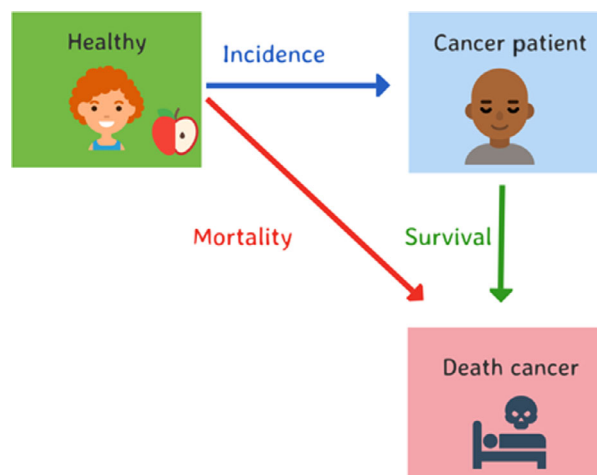 Healthy
Incidence
Cancer patient
Mortality
Survival
Death cancer